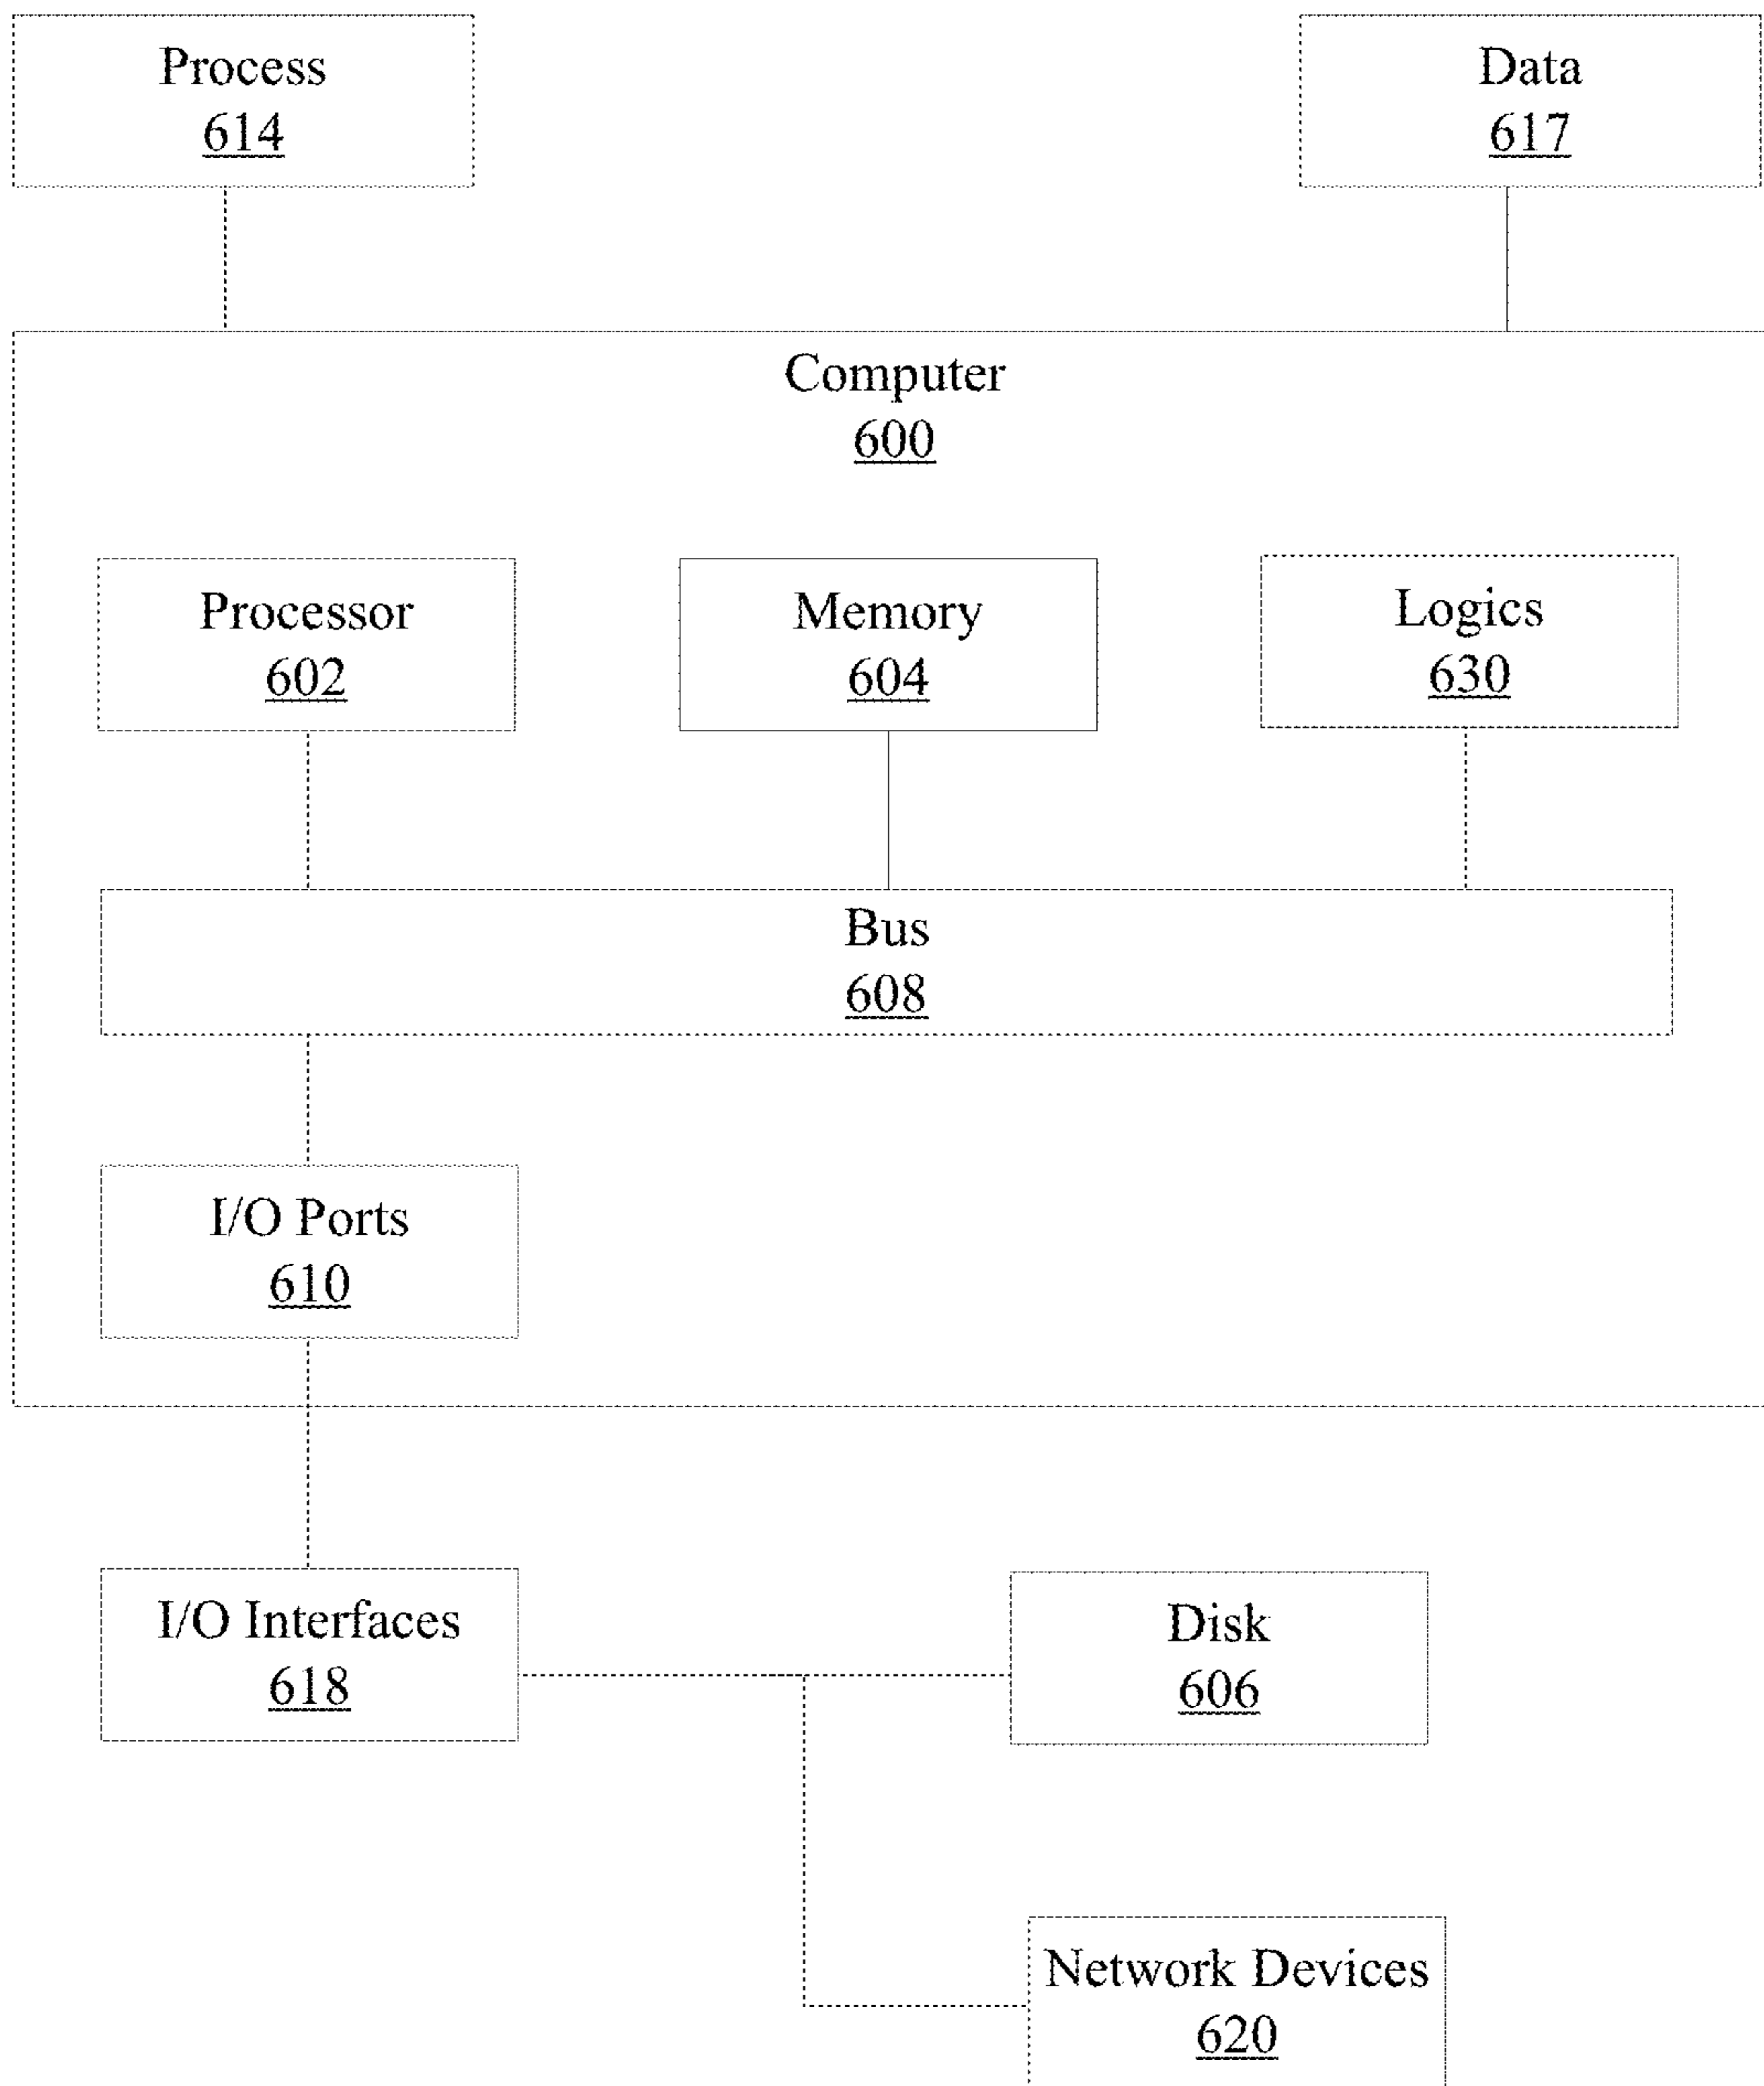 Process
614
Data
617
Computer
600
Processor
602
Memory
604
Logics
630
Bus
608
I/O Ports
610
I/O Interfaces
618
Disk
606
Network Devices
620